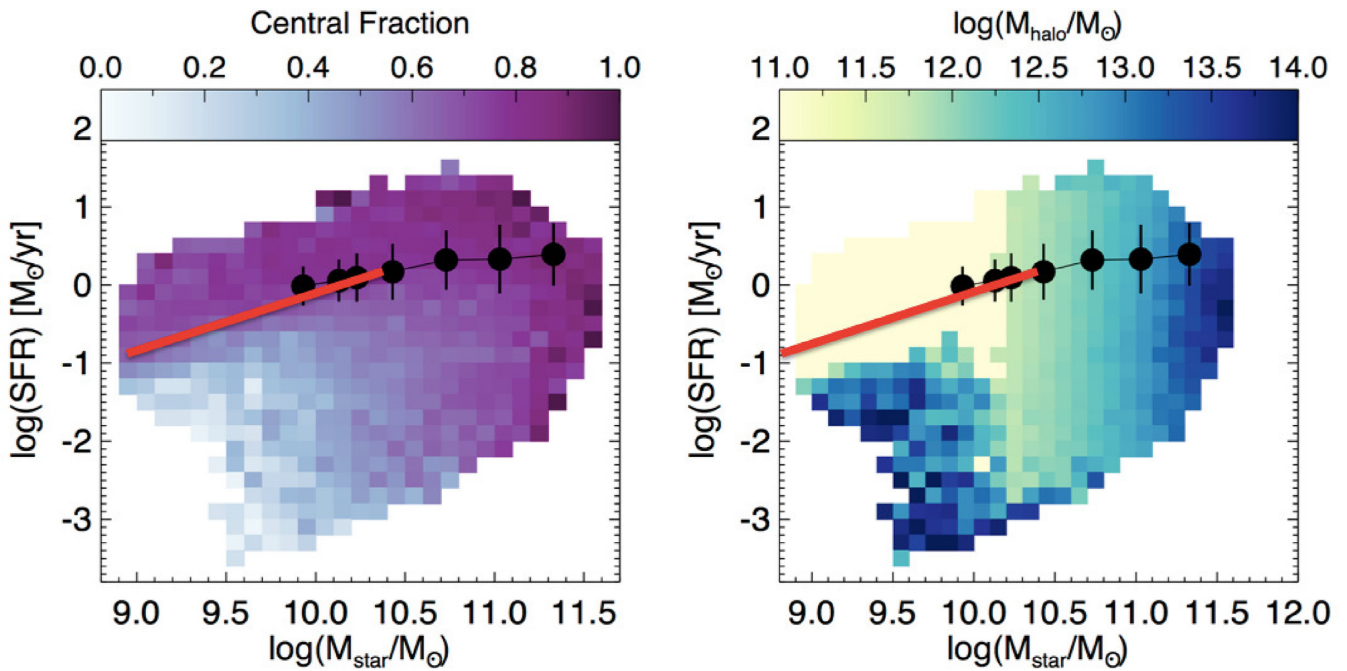 Central Fraction
0.0 0.2 0.4 0.6 0.8 1.0
2
1
0
-1
-2
-3
log(SFR) [M☉/yr]
9.0 9.5 10.0 10.5 11.0 11.5
log(Mstar/M☉)
log(Mhalo/M☉)
11.0 11.5 12.0 12.5 13.0 13.5 14.0
2
1
0
-1
-2
-3
log(SFR) [M☉/yr]
9.0 9.5 10.0 10.5 11.0 11.5 12.0
log(Mstar/M☉)